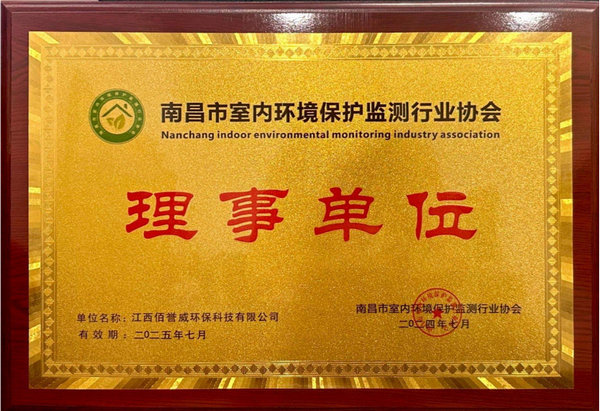 南昌市室内环境保护监测行业协会
Nanchang indoor environmental monitoring industry association
理事单位
单位名称：江西佰誉威环保科技有限公司
有效期：二〇二五年七月
南昌市室内环境保护监测行业协会
二〇二四年七月